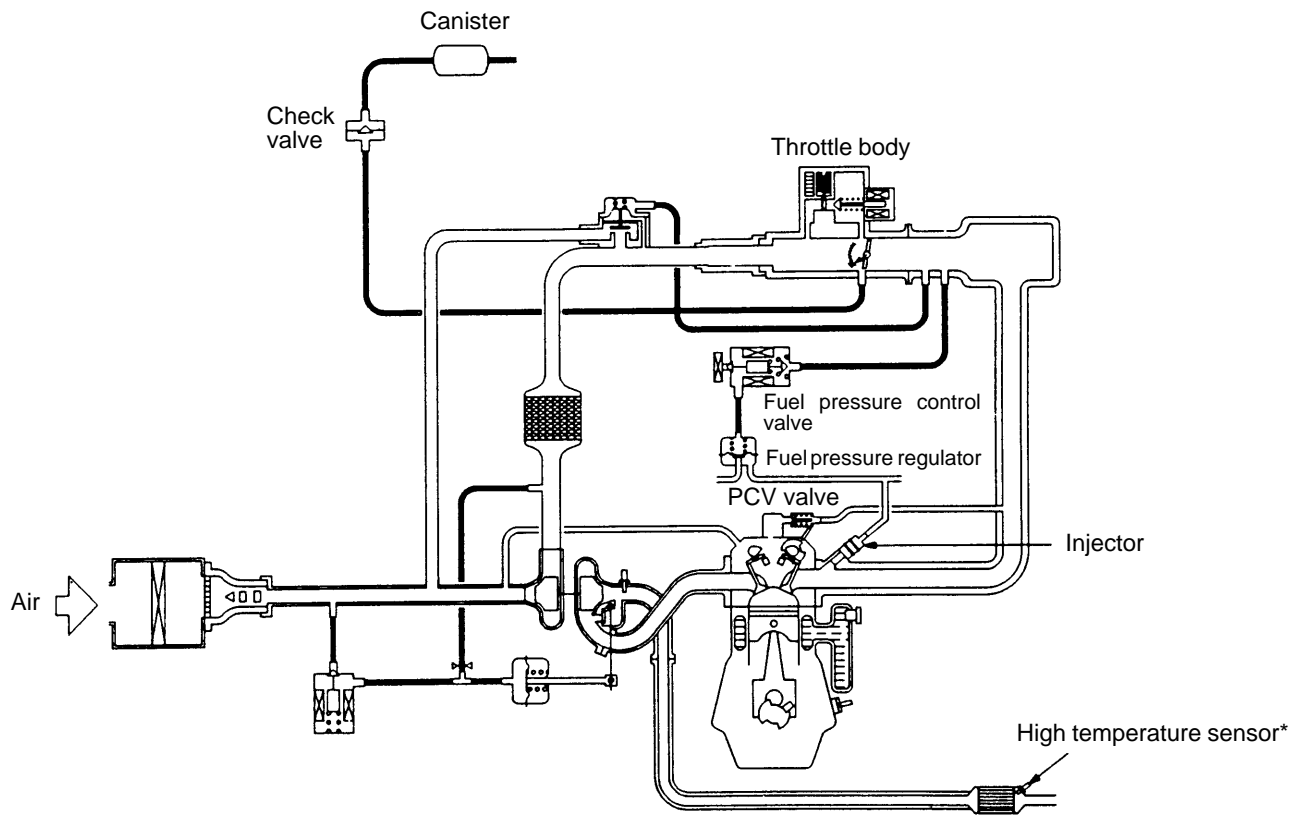 Canister
Check
valve
Throttle body
Fuel pressure control
valve
Fuel pressure regulator
PCV valve
Injector
Air
High temperature sensor*